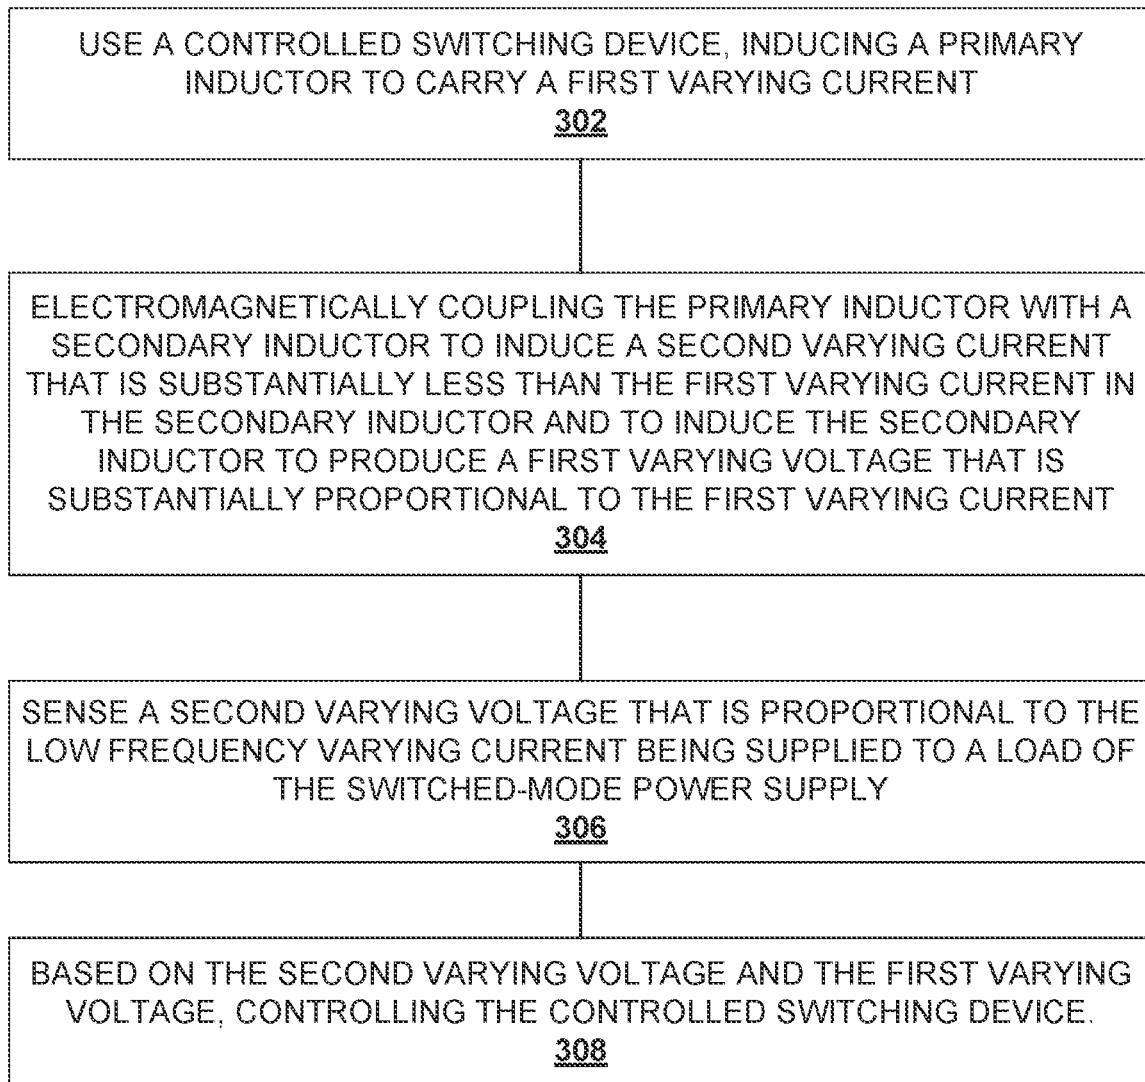 USE A CONTROLLED SWITCHING DEVICE, INDUCING A PRIMARY
INDUCTOR TO CARRY A FIRST VARYING CURRENT
302
ELECTROMAGNETICALLY COUPLING THE PRIMARY INDUCTOR WITH A
SECONDARY INDUCTOR TO INDUCE A SECOND VARYING CURRENT
THAT IS SUBSTANTIALLY LESS THAN THE FIRST VARYING CURRENT IN
THE SECONDARY INDUCTOR AND TO INDUCE THE SECONDARY
INDUCTOR TO PRODUCE A FIRST VARYING VOLTAGE THAT IS
SUBSTANTIALLY PROPORTIONAL TO THE FIRST VARYING CURRENT
304
SENSE A SECOND VARYING VOLTAGE THAT IS PROPORTIONAL TO THE
LOW FREQUENCY VARYING CURRENT BEING SUPPLIED TO A LOAD OF
THE SWITCHED-MODE POWER SUPPLY
306
BASED ON THE SECOND VARYING VOLTAGE AND THE FIRST VARYING
VOLTAGE, CONTROLLING THE CONTROLLED SWITCHING DEVICE.
308